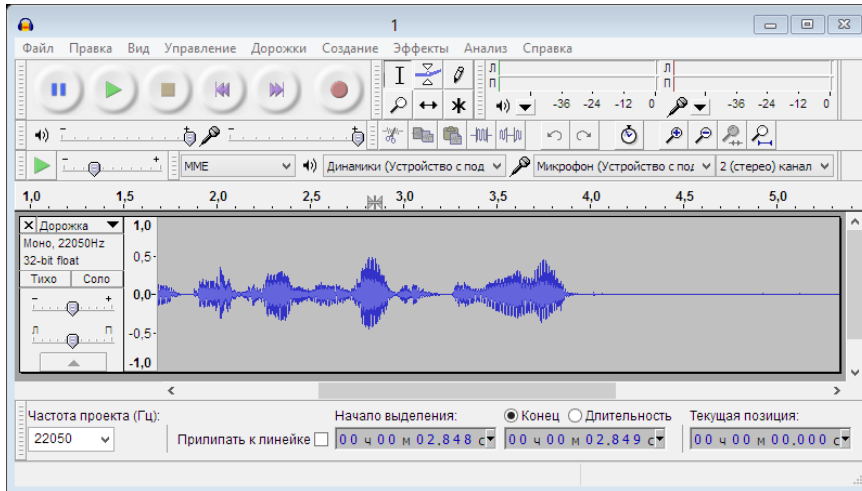 1
Файл Правка Вид Управление Дорожки Создание Эффекты Анализ Справка
Л Л
П П
-36 -24 -12 0 -36 -24 -12 0
MME Динамики (Устройство с под Микрофон (Устройство с под 2 (стерео) канал
1,0 1,5 2,0 2,5 3,0 3,5 4,0 4,5 5,0
Дорожка 1,0
Моно, 22050Hz
32-bit float 0,5-
Тихо Соло
- + 0,0-
Л П -0,5-
-1,0
Частота проекта (Гц): Начало выделения: Конец Длительность Текущая позиция:
22050 Прилипать к линейке 00 ч 00 м 02.848 с 00 ч 00 м 02.849 с 00 ч 00 м 00.000 с